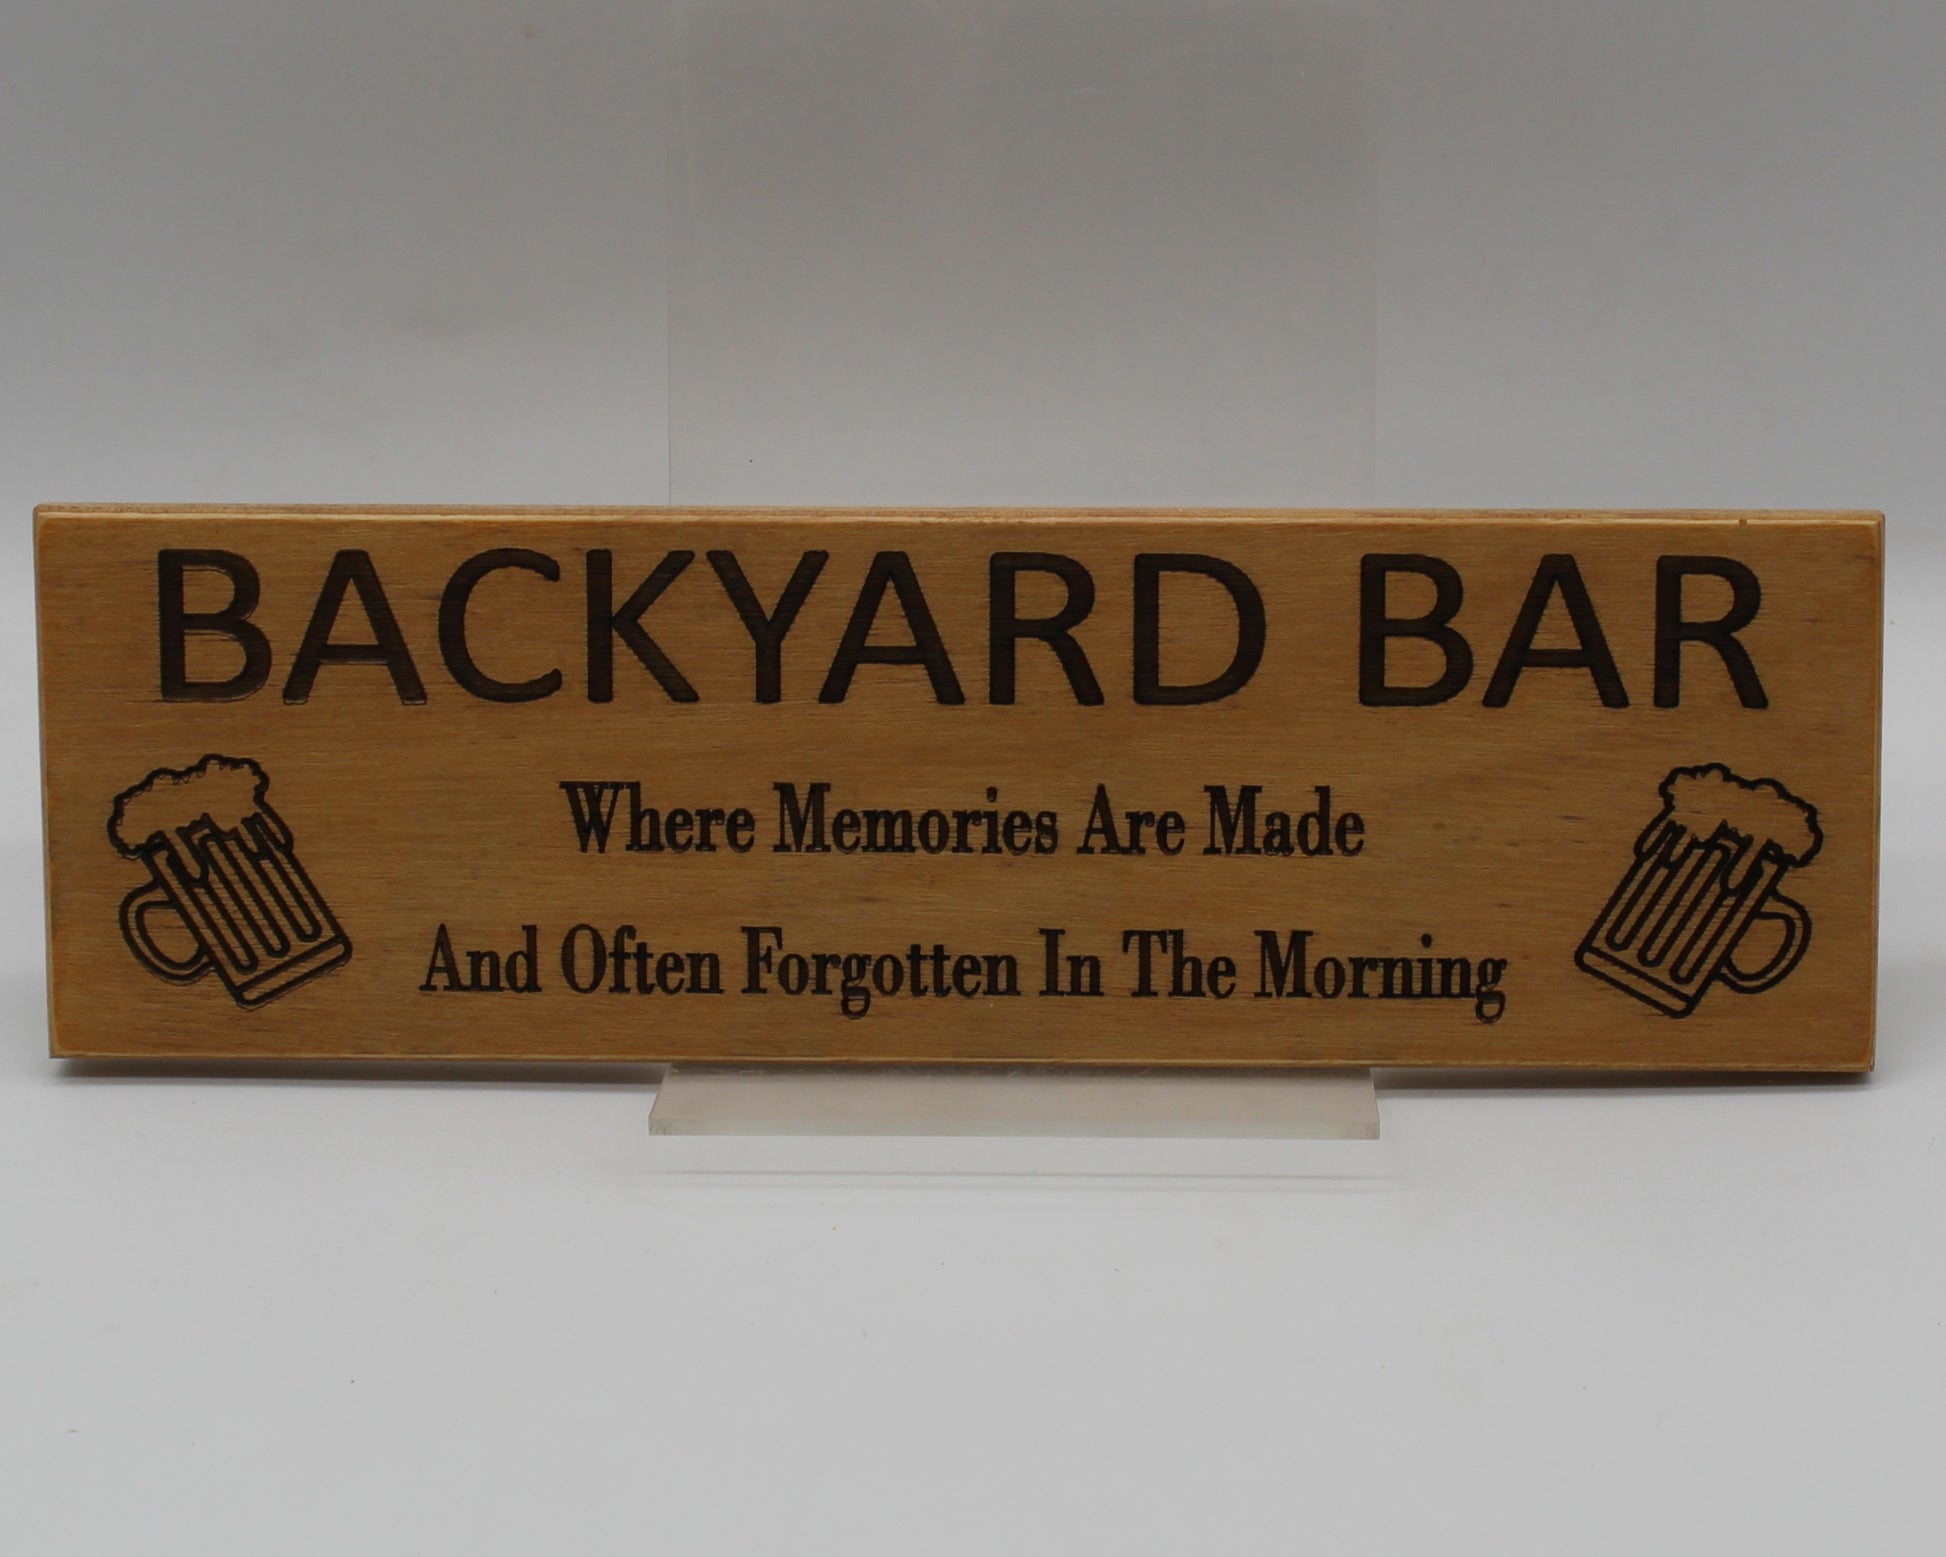 BACKYARD BAR
Where Memories Are Made
And Often Forgotten In The Morning